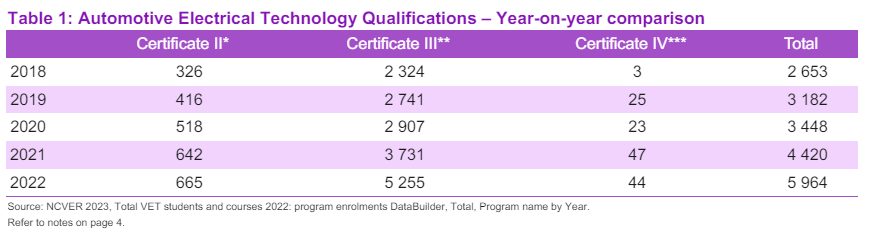 Table 1: Automotive Electrical Technology Qualifications – Year-on-year comparison
Certificate II* Certificate III** Certificate IV*** Total
2018 326 2 324 3 2 653
2019 416 2 741 25 3 182
2020 518 2 907 23 3 448
2021 642 3 731 47 4 420
2022 665 5 255 44 5 964
Source: NCVER 2023, Total VET students and courses 2022: program enrolments DataBuilder, Total, Program name by Year.
Refer to notes on page 4.